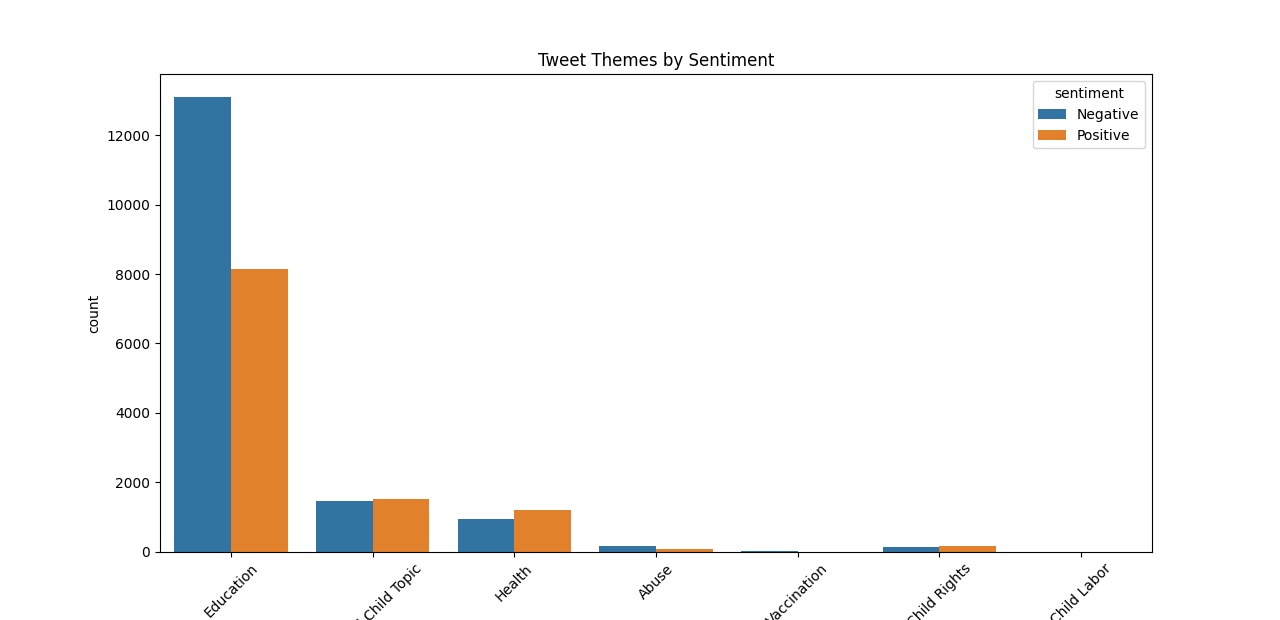 Tweet Themes by Sentiment
sentiment
Negative
Positive
12000
10000
8000
6000
4000
2000
0
count
Education
Child Topic
Health
Abuse
Vaccination
Child Rights
Child Labor